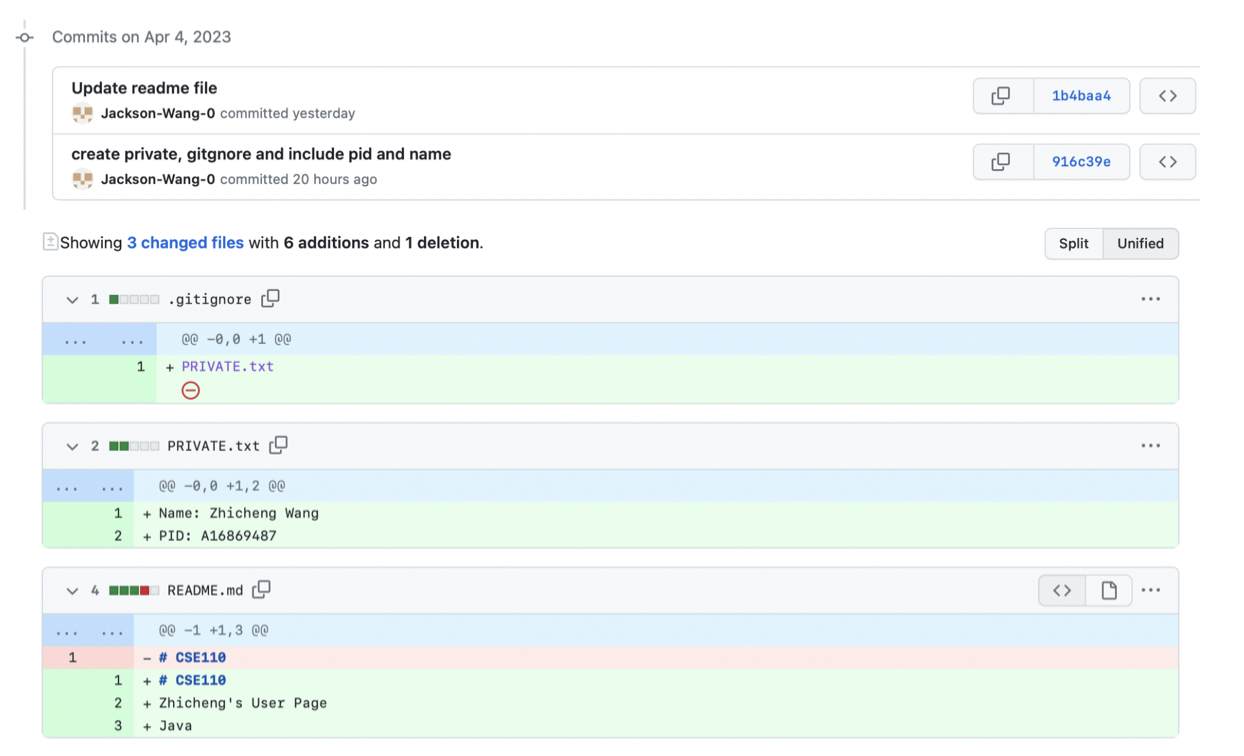 Commits on Apr 4, 2023
Update readme file
Jackson-Wang-0 committed yesterday
1b4baa4
create private, gitgnore and include pid and name
Jackson-Wang-0 committed 20 hours ago
916c39e
Showing 3 changed files with 6 additions and 1 deletion.
Split Unified
1 .gitignore
... ... @@ -0,0 +1 @@
1 + PRIVATE.txt
2 PRIVATE.txt
... ... @@ -0,0 +1,2 @@
1 + Name: Zhicheng Wang
2 + PID: A16869487
4 README.md
... ... @@ -1 +1,3 @@
1 - # CSE110
1 + # CSE110
2 + Zhicheng's User Page
3 + Java